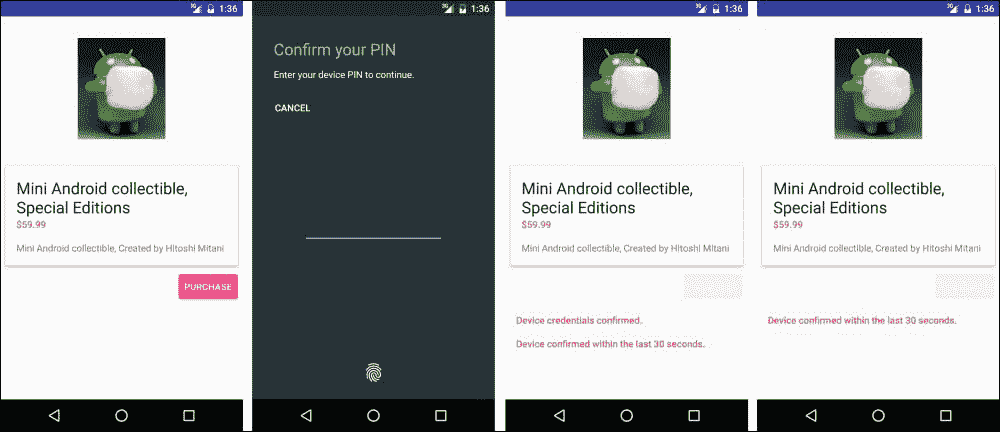 3G 1:36
Mini Android collectible,
Special Editions
$59.99
Mini Android collectible, Created by Hitoshi Mitani
PURCHASE
3G 1:36
Confirm your PIN
Enter your device PIN to continue.
CANCEL
3G 1:36
Mini Android collectible,
Special Editions
$59.99
Mini Android collectible, Created by Hitoshi Mitani
Device credentials confirmed.
Device confirmed within the last 30 seconds.
3G 1:36
Mini Android collectible,
Special Editions
$59.99
Mini Android collectible, Created by Hitoshi Mitani
Device confirmed within the last 30 seconds.